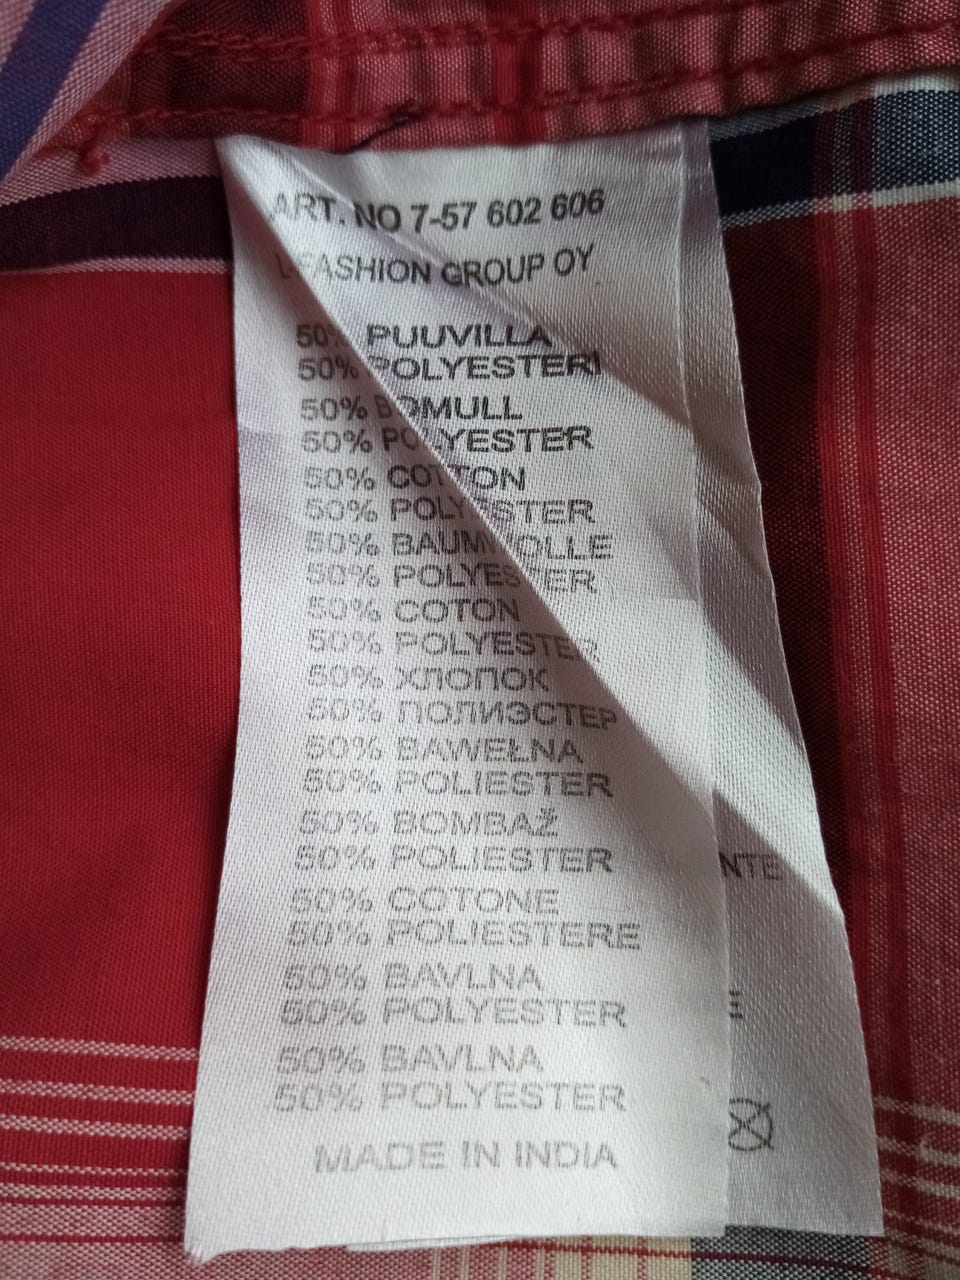 ART. NO 7-57 602 606
L-FASHION GROUP OY
50% PUUVILLA
50% POLYESTERI
50% BOMULL
50% POLYESTER
50% COTTON
50% POLYESTER
50% BAUMWOLLE
50% POLYESTER
50% COTON
50% POLYESTER
50% ХЛОПОК
50% ПОЛИЭСТЕР
50% BAWEŁNA
50% POLIESTER
50% BOMBAŽ
50% POLIESTER
NTE
50% COTONE
50% POLIESTERE
50% BAVLNA
50% POLYESTER
E
50% BAVLNA
50% POLYESTER
MADE IN INDIA